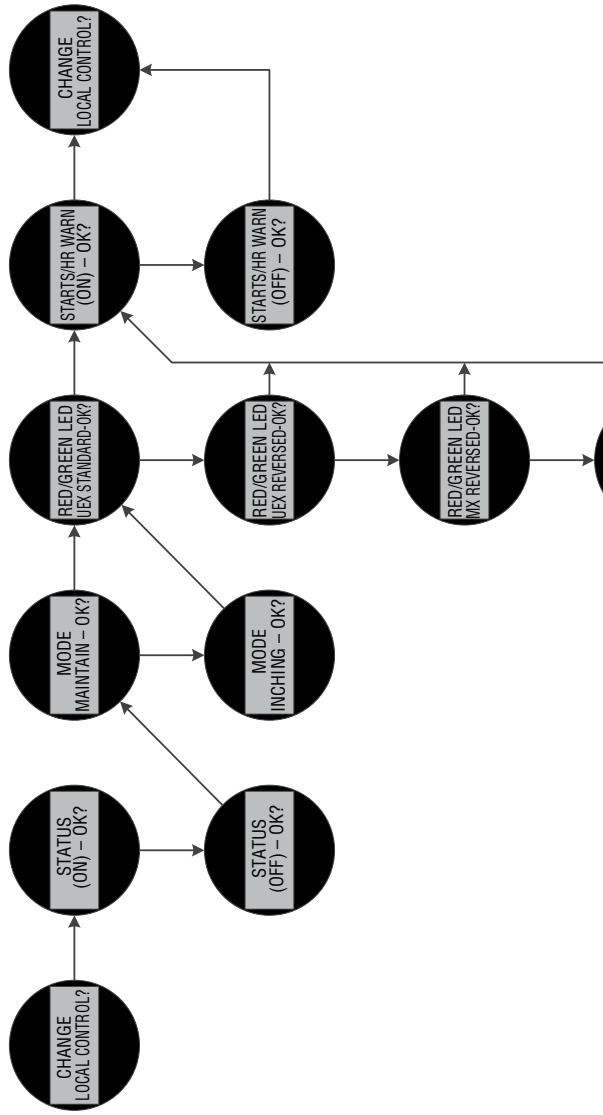 CHANGE
LOCAL CONTROL?
STATUS
(ON) – OK?
STATUS
(OFF) – OK?
MODE
MAINTAIN – OK?
MODE
INCHING – OK?
RED/GREEN LED
UEX STANDARD-OK?
RED/GREEN LED
UEX REVERSED-OK?
RED/GREEN LED
MX REVERSED-OK?
STARTS/HR WARN
(ON) – OK?
STARTS/HR WARN
(OFF) – OK?
CHANGE
LOCAL CONTROL?